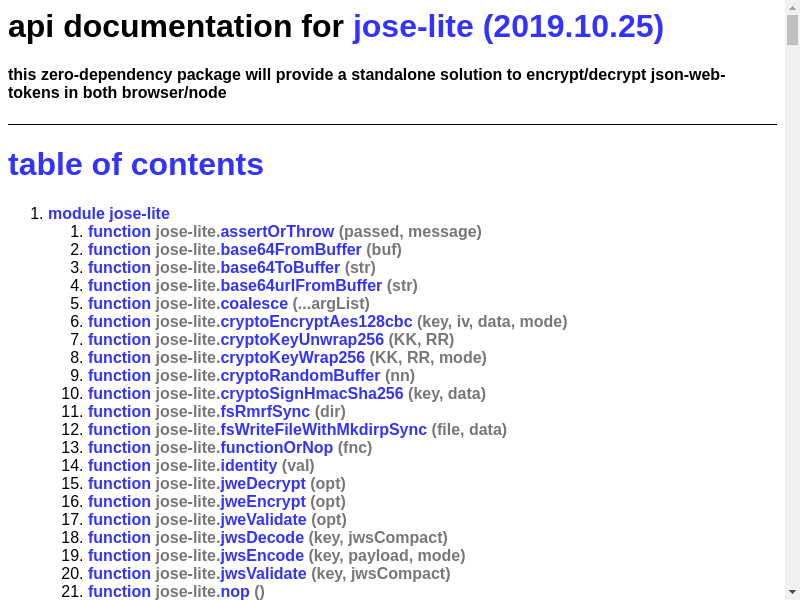 api documentation for jose-lite (2019.10.25)
this zero-dependency package will provide a standalone solution to encrypt/decrypt json-web-
tokens in both browser/node
table of contents
1. module jose-lite
1. function jose-lite.assertOrThrow (passed, message)
2. function jose-lite.base64FromBuffer (buf)
3. function jose-lite.base64ToBuffer (str)
4. function jose-lite.base64urlFromBuffer (str)
5. function jose-lite.coalesce (...argList)
6. function jose-lite.cryptoEncryptAes128cbc (key, iv, data, mode)
7. function jose-lite.cryptoKeyUnwrap256 (KK, RR)
8. function jose-lite.cryptoKeyWrap256 (KK, RR, mode)
9. function jose-lite.cryptoRandomBuffer (nn)
10. function jose-lite.cryptoSignHmacSha256 (key, data)
11. function jose-lite.fsRmrfSync (dir)
12. function jose-lite.fsWriteFileWithMkdirpSync (file, data)
13. function jose-lite.functionOrNop (fnc)
14. function jose-lite.identity (val)
15. function jose-lite.jweDecrypt (opt)
16. function jose-lite.jweEncrypt (opt)
17. function jose-lite.jweValidate (opt)
18. function jose-lite.jwsDecode (key, jwsCompact)
19. function jose-lite.jwsEncode (key, payload, mode)
20. function jose-lite.jwsValidate (key, jwsCompact)
21. function jose-lite.nop ()